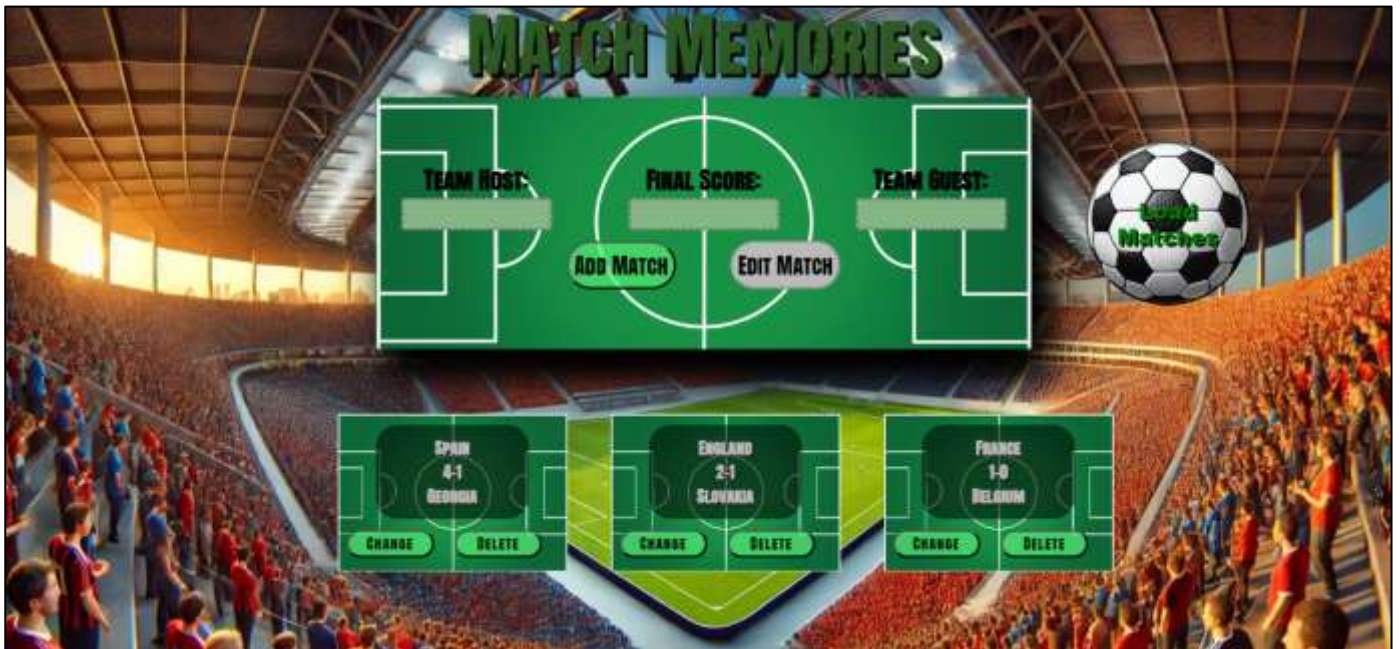 Match Memories
Team Host:
Final Score:
Team Guest:
Add Match
Edit Match
Load
Matches
Spain
4-1
Georgia
Change
Delete
England
2-1
Slovakia
Change
Delete
France
1-0
Belgium
Change
Delete